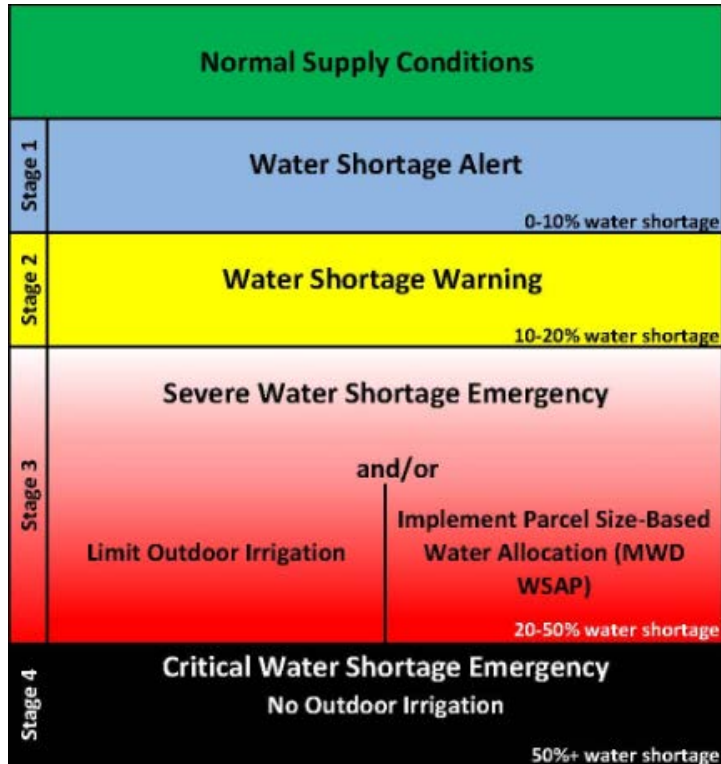 Normal Supply Conditions
Stage 1
Water Shortage Alert
0-10% water shortage
Stage 2
Water Shortage Warning
10-20% water shortage
Stage 3
Severe Water Shortage Emergency
and/or
Limit Outdoor Irrigation
Implement Parcel Size-Based
Water Allocation (MWD
WSAP)
20-50% water shortage
Stage 4
Critical Water Shortage Emergency
No Outdoor Irrigation
50%+ water shortage